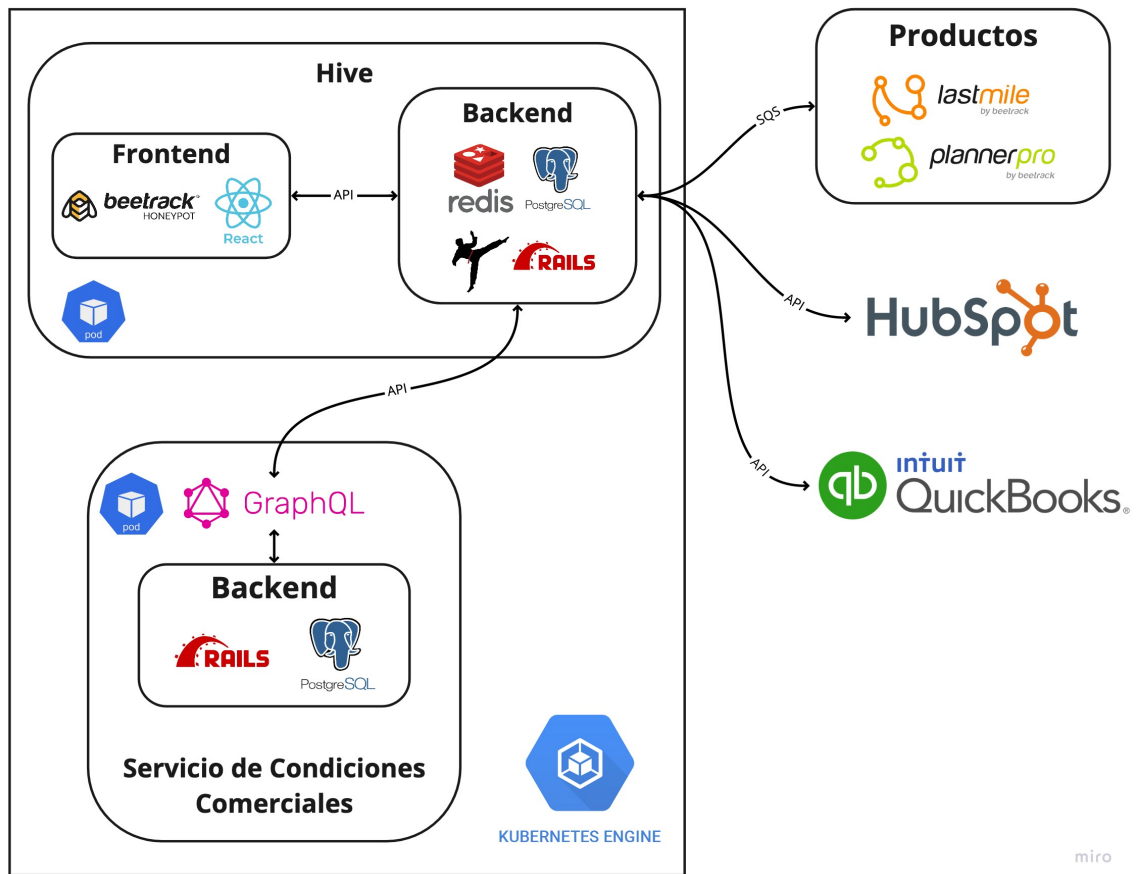 Hive
Frontend
beetrack
HONEYPOT
React
API
Backend
redis
PostgreSQL
RAILS
pod
SQS
Productos
lastmile
by beetrack
plannerpro
by beetrack
API
HubSpot
API
intuit
qb
QuickBooks®
API
pod
GraphQL
Backend
RAILS
PostgreSQL
Servicio de Condiciones
Comerciales
KUBERNETES ENGINE
miro